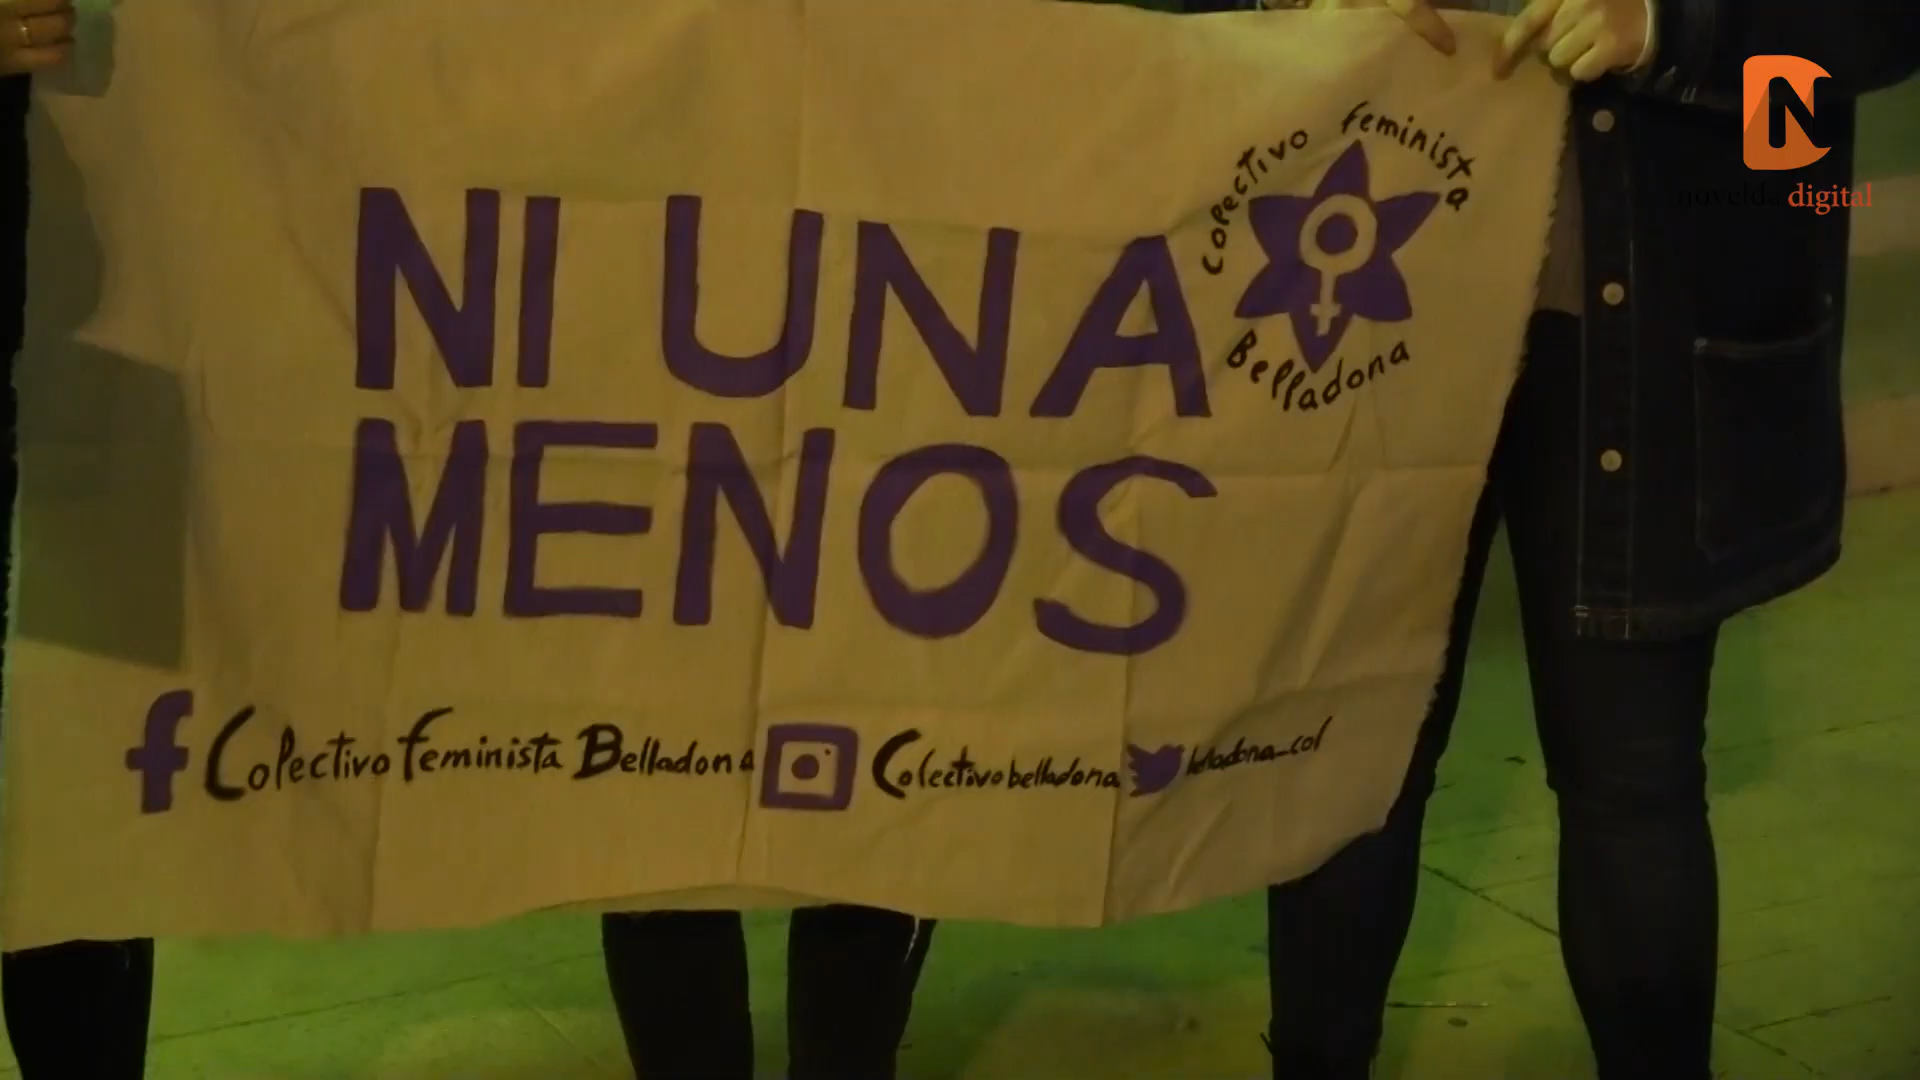 colectivo feminista
Belladona
NI UNA
MENOS
f Colectivo feminista Belladona
Colectivobelladona
belladona_col
N
novelda digital